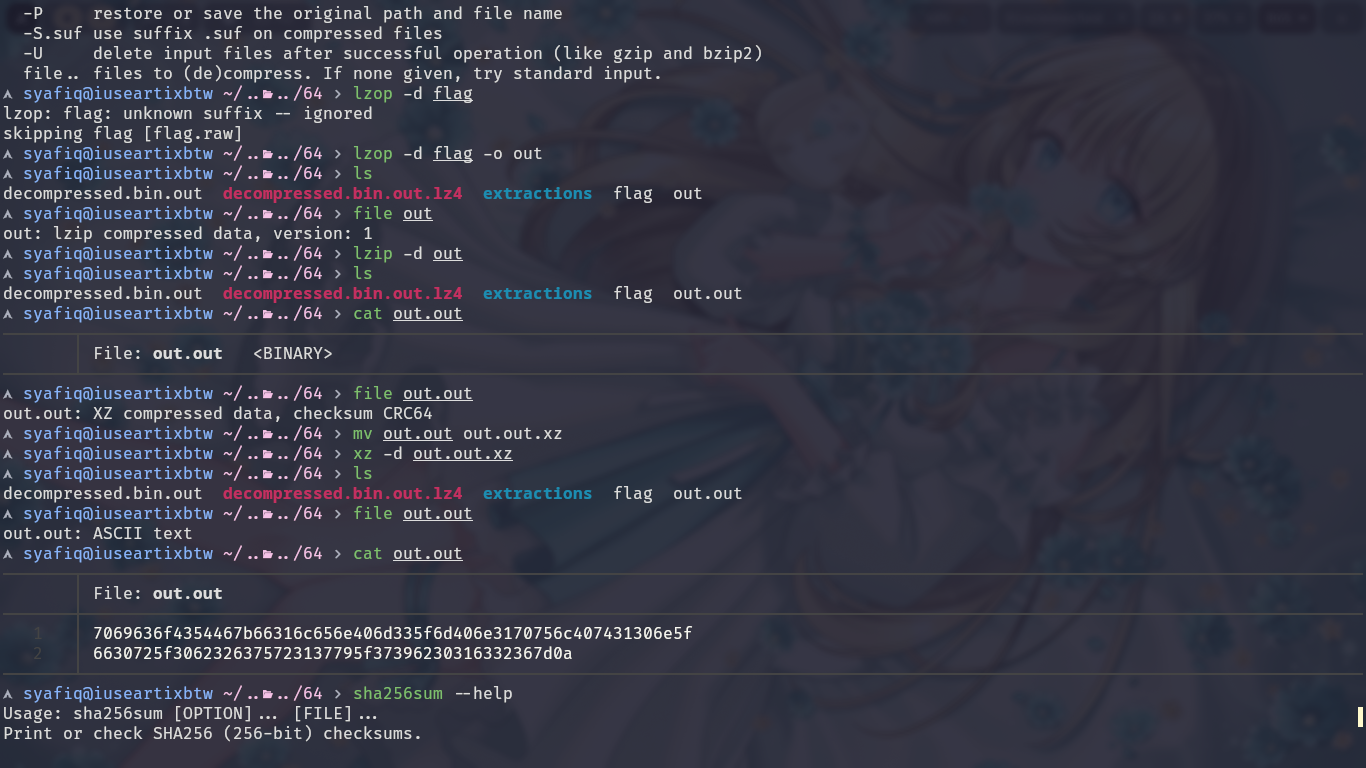 -P     restore or save the original path and file name
  -S.suf use suffix .suf on compressed files
  -U     delete input files after successful operation (like gzip and bzip2)
  file.. files to (de)compress. If none given, try standard input.
syafiq@iuseartixbtw ~/..../64 > lzop -d flag
lzop: flag: unknown suffix -- ignored
skipping flag [flag.raw]
syafiq@iuseartixbtw ~/..../64 > lzop -d flag -o out
syafiq@iuseartixbtw ~/..../64 > ls
decompressed.bin.out  decompressed.bin.out.lz4  extractions  flag  out
syafiq@iuseartixbtw ~/..../64 > file out
out: lzip compressed data, version: 1
syafiq@iuseartixbtw ~/..../64 > lzip -d out
syafiq@iuseartixbtw ~/..../64 > ls
decompressed.bin.out  decompressed.bin.out.lz4  extractions  flag  out.out
syafiq@iuseartixbtw ~/..../64 > cat out.out
File: out.out   <BINARY>
syafiq@iuseartixbtw ~/..../64 > file out.out
out.out: XZ compressed data, checksum CRC64
syafiq@iuseartixbtw ~/..../64 > mv out.out out.out.xz
syafiq@iuseartixbtw ~/..../64 > xz -d out.out.xz
syafiq@iuseartixbtw ~/..../64 > ls
decompressed.bin.out  decompressed.bin.out.lz4  extractions  flag  out.out
syafiq@iuseartixbtw ~/..../64 > file out.out
out.out: ASCII text
syafiq@iuseartixbtw ~/..../64 > cat out.out
File: out.out
1 7069636f4354467b66316c656e406d335f6d406e3170756c407431306e5f
2 6630725f3062326375723137795f37396230316332367d0a
syafiq@iuseartixbtw ~/..../64 > sha256sum --help
Usage: sha256sum [OPTION]... [FILE]...
Print or check SHA256 (256-bit) checksums.